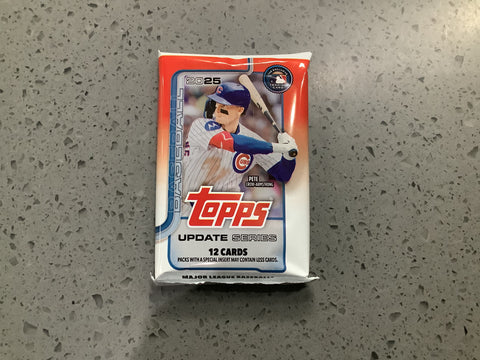 2025
BASEBALL
PETE
CROW-ARMSTRONG
TOPPS
UPDATE SERIES
12 CARDS
PACKS WITH A SPECIAL INSERT MAY CONTAIN LESS CARDS.
MAJOR LEAGUE BASEBALL